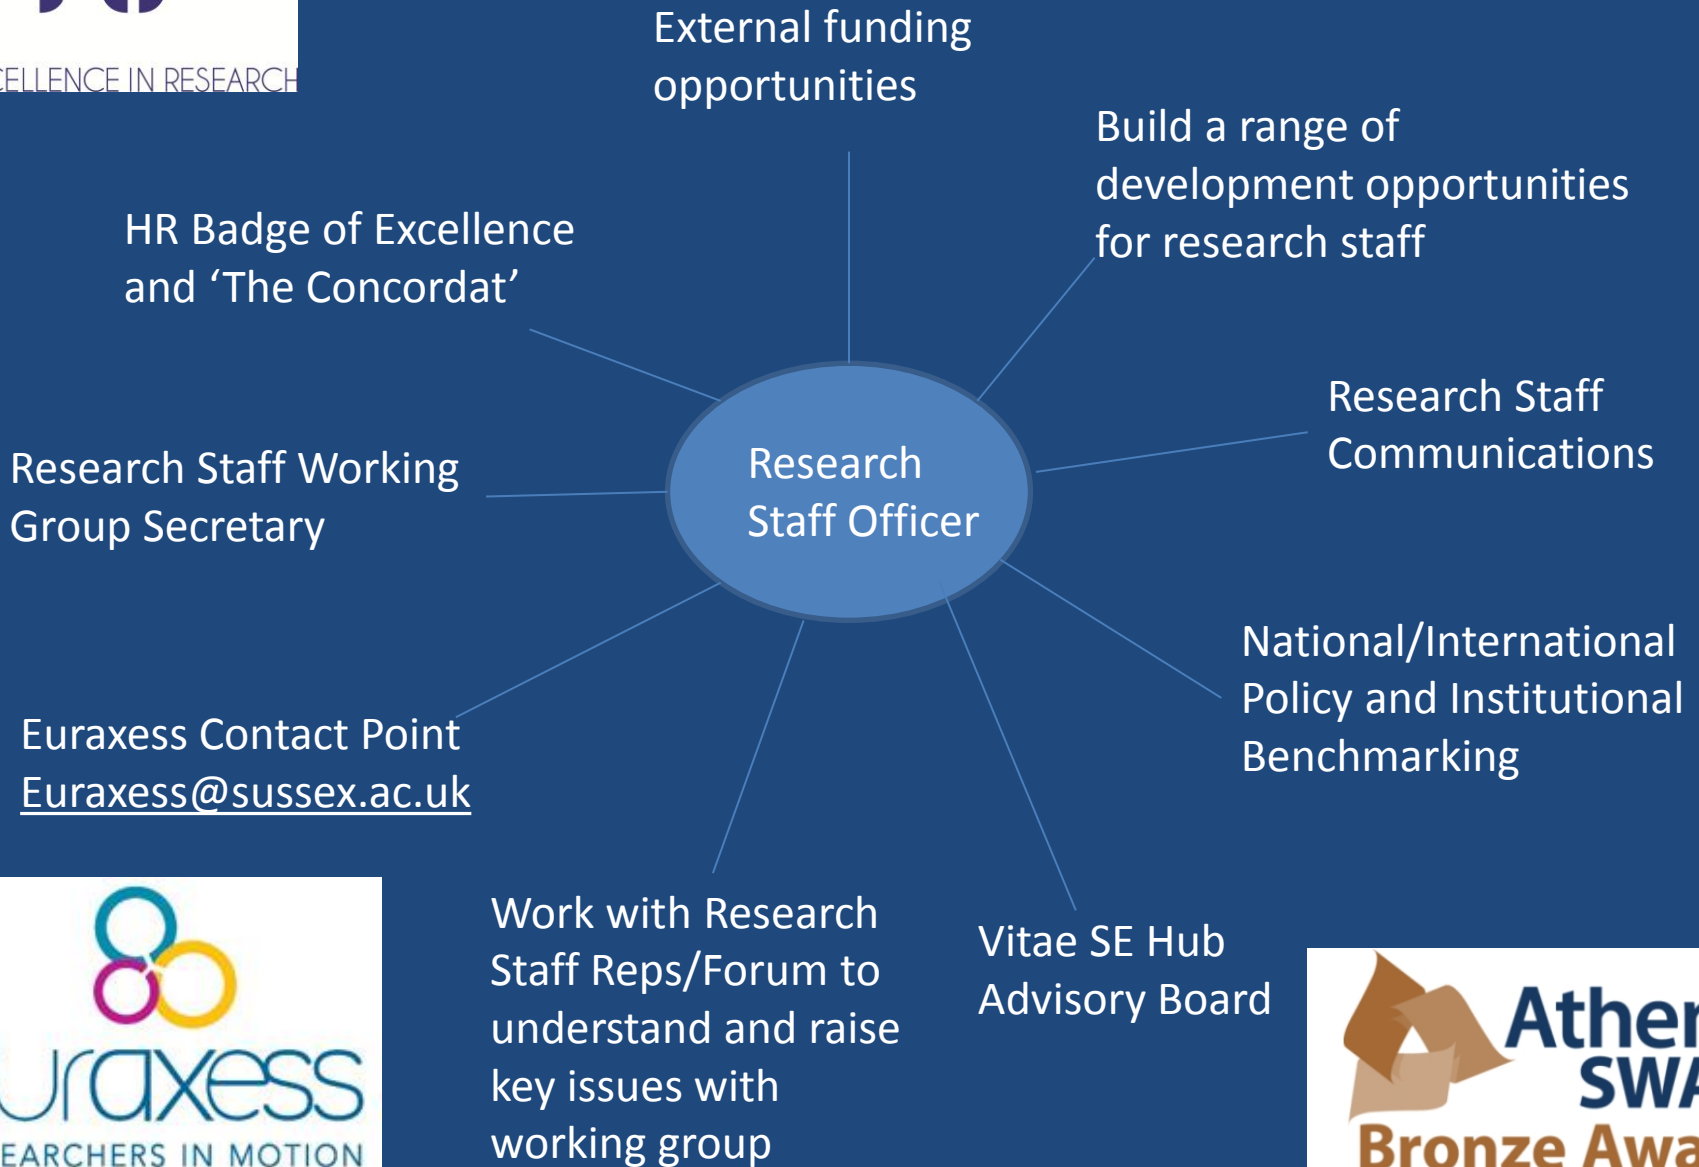 EXCELLENCE IN RESEARCH
External funding
opportunities
Build a range of
development opportunities
for research staff
HR Badge of Excellence
and ‘The Concordat’
Research Staff
Communications
Research Staff Working
Group Secretary
Research
Staff Officer
National/International
Policy and Institutional
Benchmarking
Euraxess Contact Point
Euraxess@sussex.ac.uk
Work with Research
Staff Reps/Forum to
understand and raise
key issues with
working group
Vitae SE Hub
Advisory Board
uraxess
EARCHERS IN MOTION
Athen
SWA
Bronze Awa